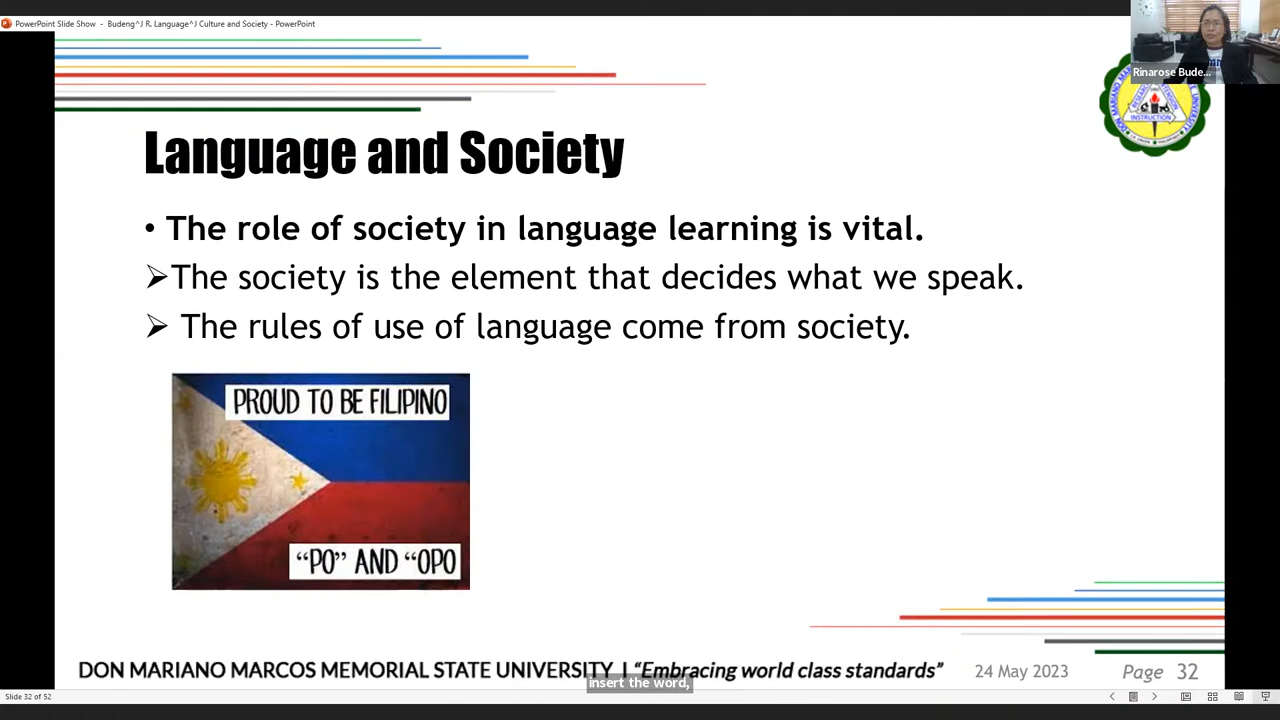 PowerPoint Slide Show - Budeng^J R. Language^J Culture and Society - PowerPoint
Rinarose Bude...
INSTRUCTION
Language and Society
• The role of society in language learning is vital.
➢The society is the element that decides what we speak.
➢ The rules of use of language come from society.
PROUD TO BE FILIPINO
“PO” AND “OPO
DON MARIANO MARCOS MEMORIAL STATE UNIVERSITY | “Embracing world class standards” 24 May 2023 Page 32
insert the word,
Slide 32 of 52